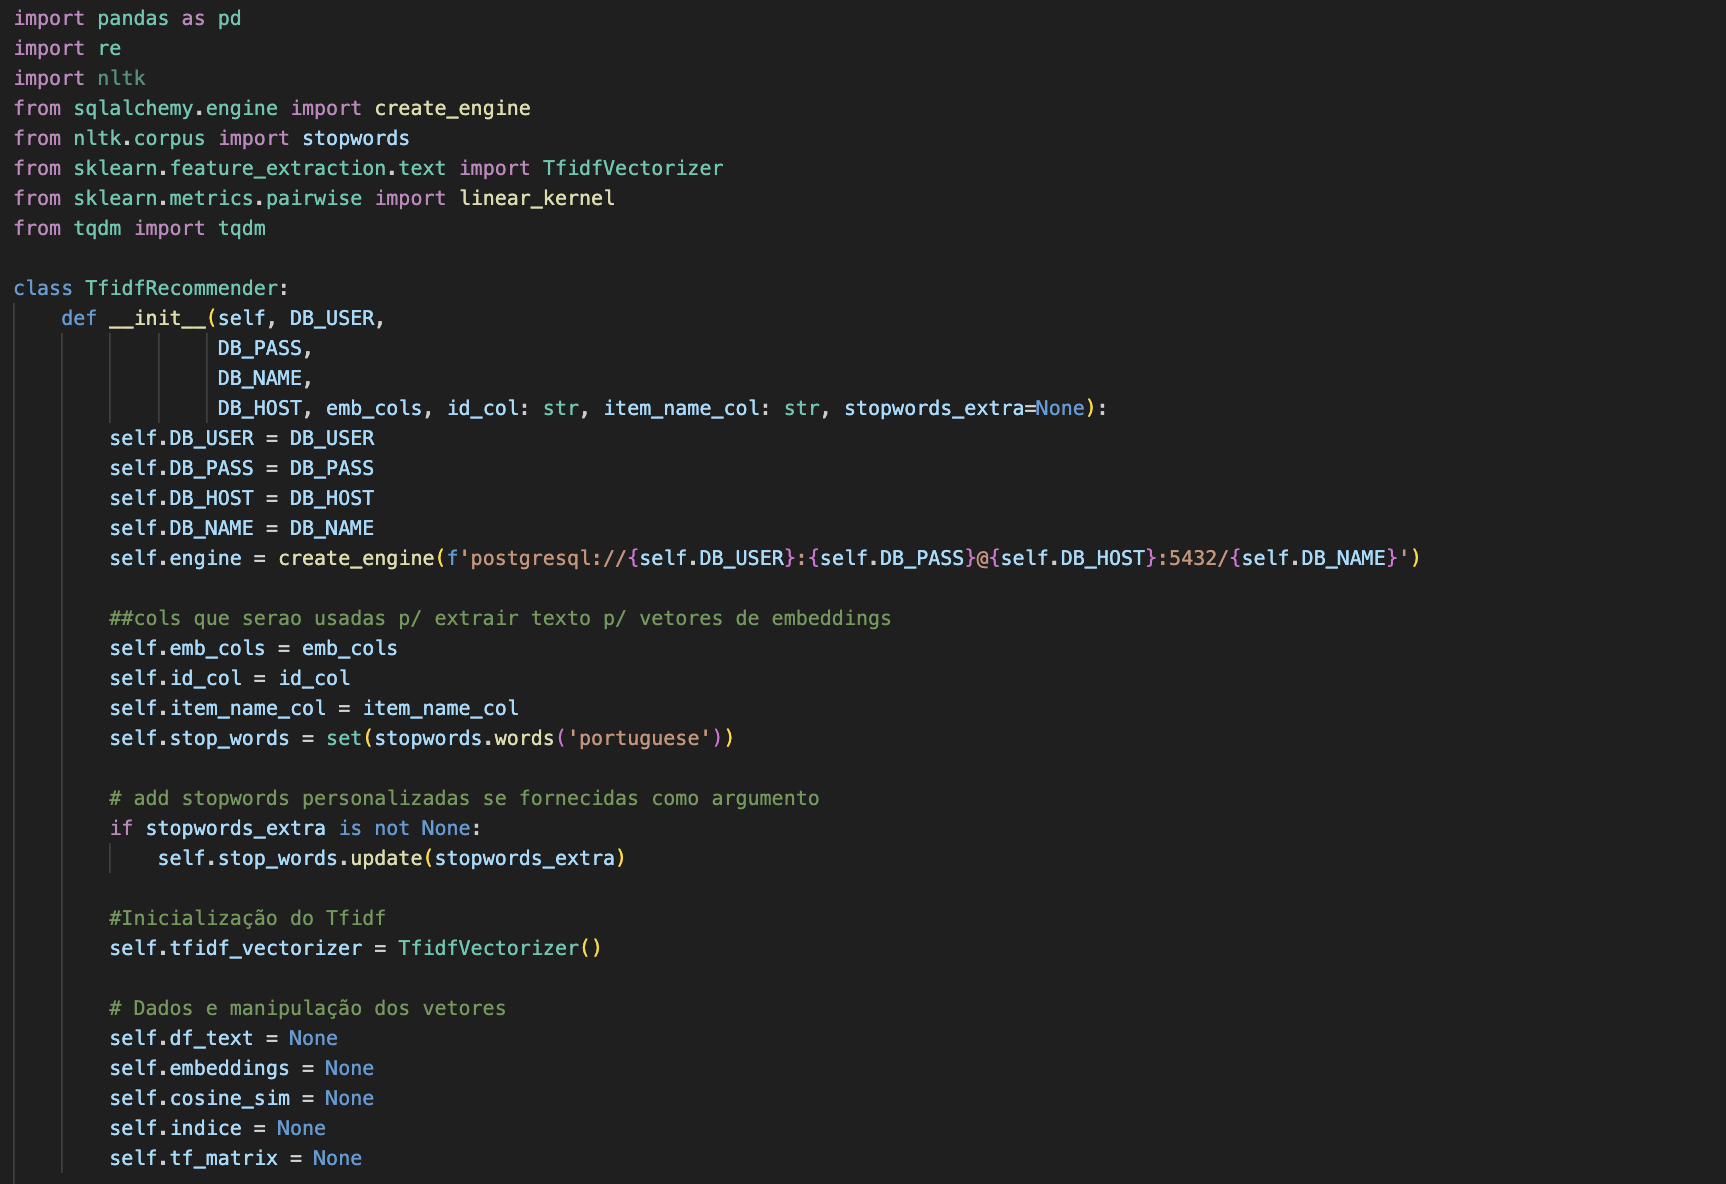 import pandas as pd
import re
import nltk
from sqlalchemy.engine import create_engine
from nltk.corpus import stopwords
from sklearn.feature_extraction.text import TfidfVectorizer
from sklearn.metrics.pairwise import linear_kernel
from tqdm import tqdm

class TfidfRecommender:
    def __init__(self, DB_USER,
                 DB_PASS,
                 DB_NAME,
                 DB_HOST, emb_cols, id_col: str, item_name_col: str, stopwords_extra=None):
        self.DB_USER = DB_USER
        self.DB_PASS = DB_PASS
        self.DB_HOST = DB_HOST
        self.DB_NAME = DB_NAME
        self.engine = create_engine(f'postgresql://{self.DB_USER}:{self.DB_PASS}@{self.DB_HOST}:5432/{self.DB_NAME}')

        ##cols que serao usadas p/ extrair texto p/ vetores de embeddings
        self.emb_cols = emb_cols
        self.id_col = id_col
        self.item_name_col = item_name_col
        self.stop_words = set(stopwords.words('portuguese'))

        # add stopwords personalizadas se fornecidas como argumento
        if stopwords_extra is not None:
            self.stop_words.update(stopwords_extra)

        #Inicialização do Tfidf
        self.tfidf_vectorizer = TfidfVectorizer()

        # Dados e manipulação dos vetores
        self.df_text = None
        self.embeddings = None
        self.cosine_sim = None
        self.indice = None
        self.tf_matrix = None